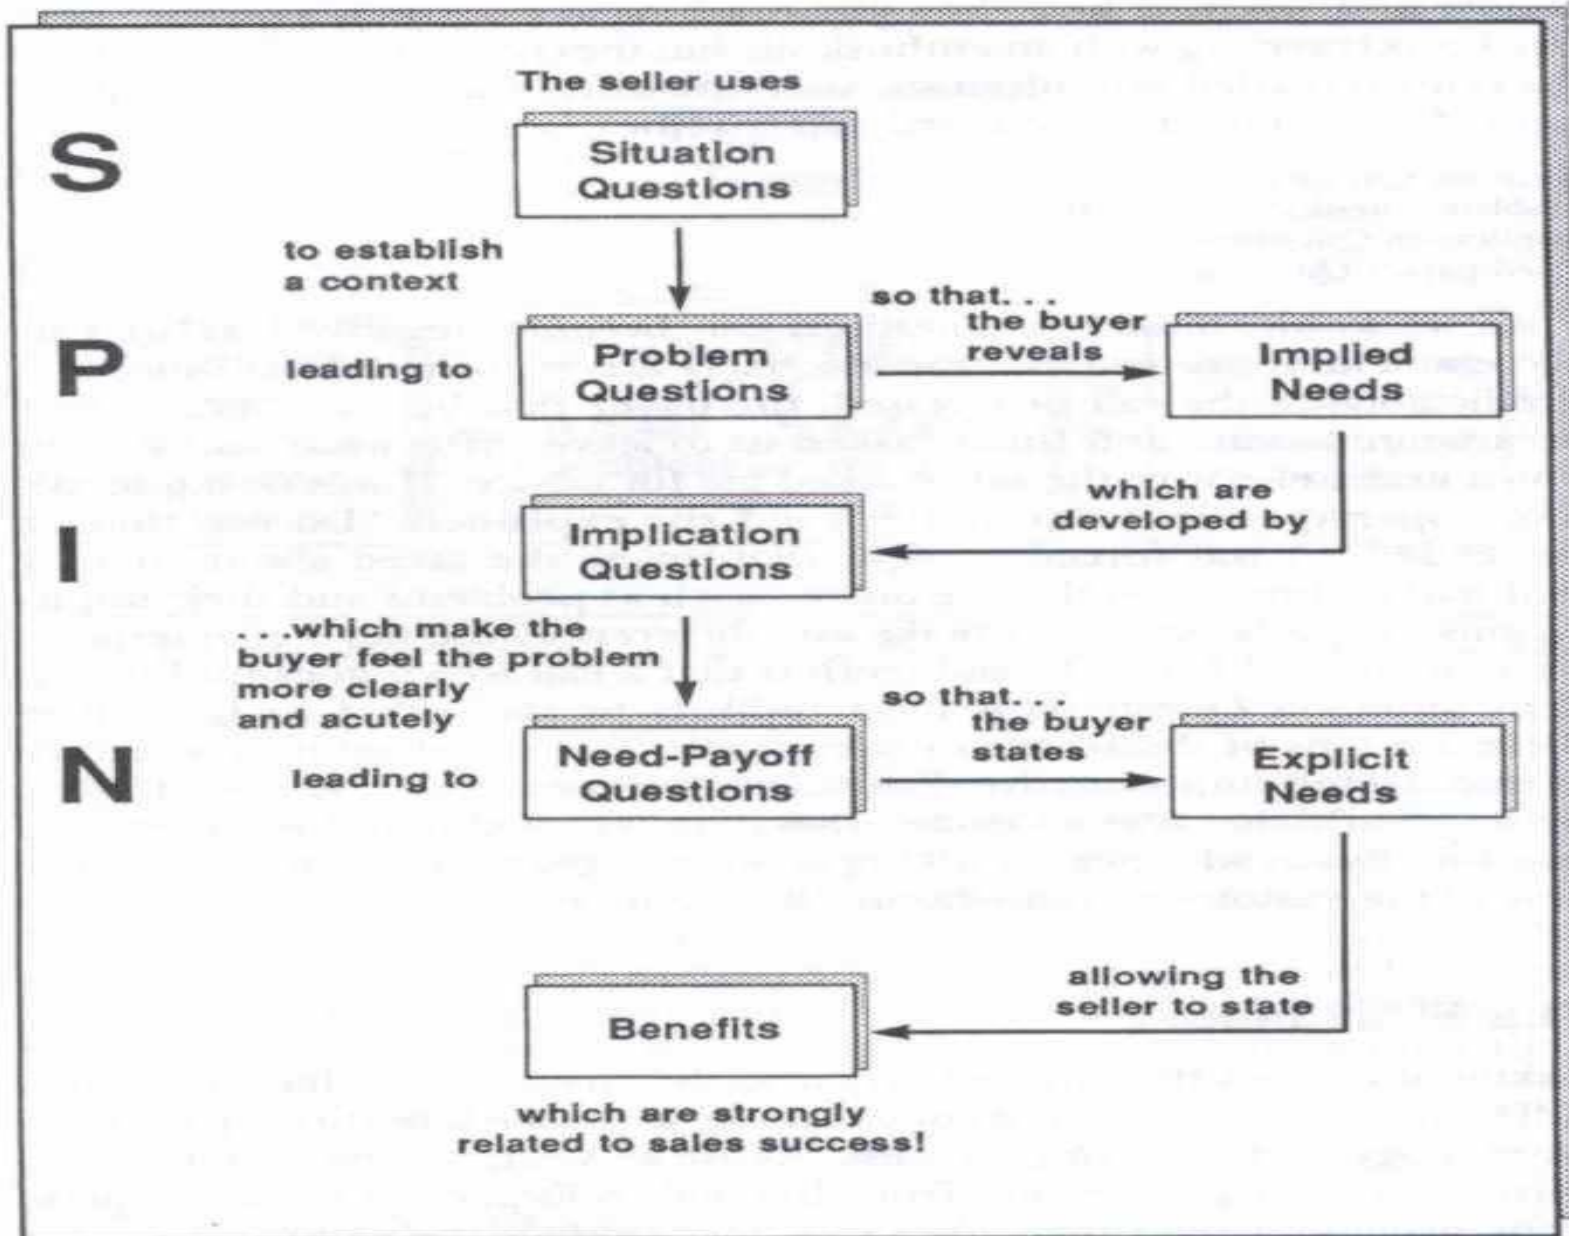 The seller uses
S
Situation
Questions
to establish
a context
so that. . .
the buyer
reveals
P
leading to
Problem
Questions
Implied
Needs
which are
developed by
I
Implication
Questions
. . .which make the
buyer feel the problem
more clearly
and acutely
so that. . .
the buyer
states
N
leading to
Need-Payoff
Questions
Explicit
Needs
allowing the
seller to state
Benefits
which are strongly
related to sales success!